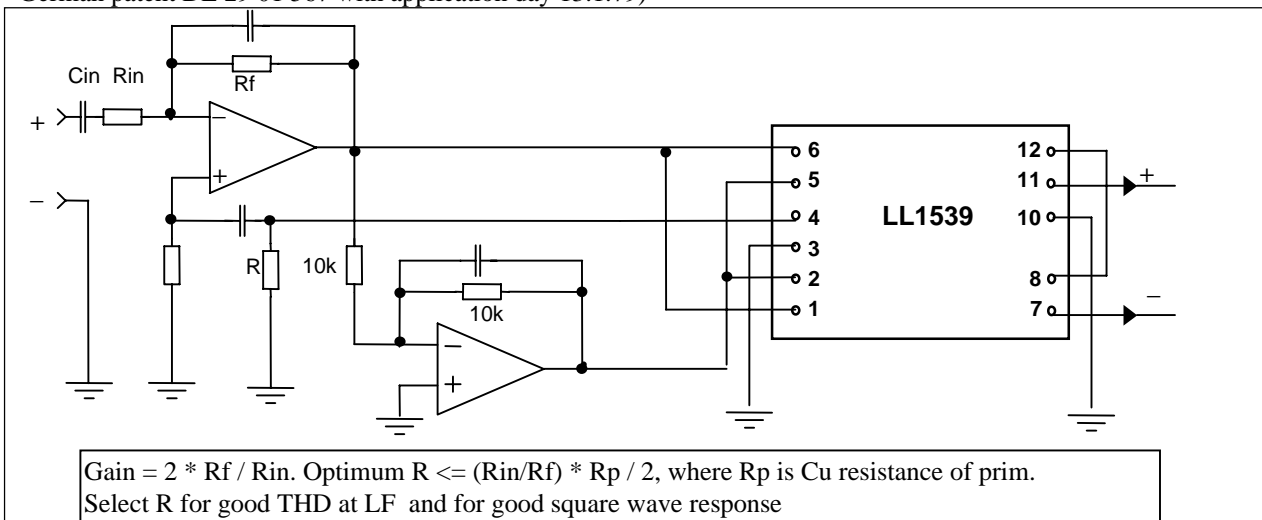 German patent DE 29 01 567 with application day 15.1.79)
Cin Rin
Rf
+
−
−
+
R
10k
10k
−
+
6
5
4
3
2
1
LL1539
12
11
10
8
7
+
−
Gain = 2 * Rf / Rin. Optimum R <= (Rin/Rf) * Rp / 2, where Rp is Cu resistance of prim.
Select R for good THD at LF and for good square wave response